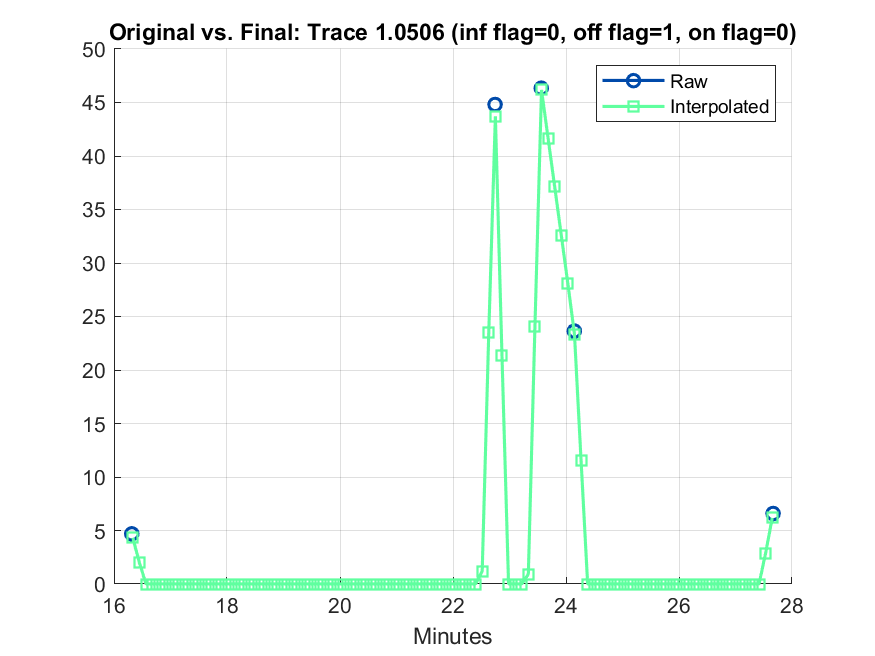 Original vs. Final: Trace 1.0506 (inf flag=0, off flag=1, on flag=0)
50
45
40
35
30
25
20
15
10
5
0
Raw
Interpolated
16 18 20 22 24 26 28
Minutes